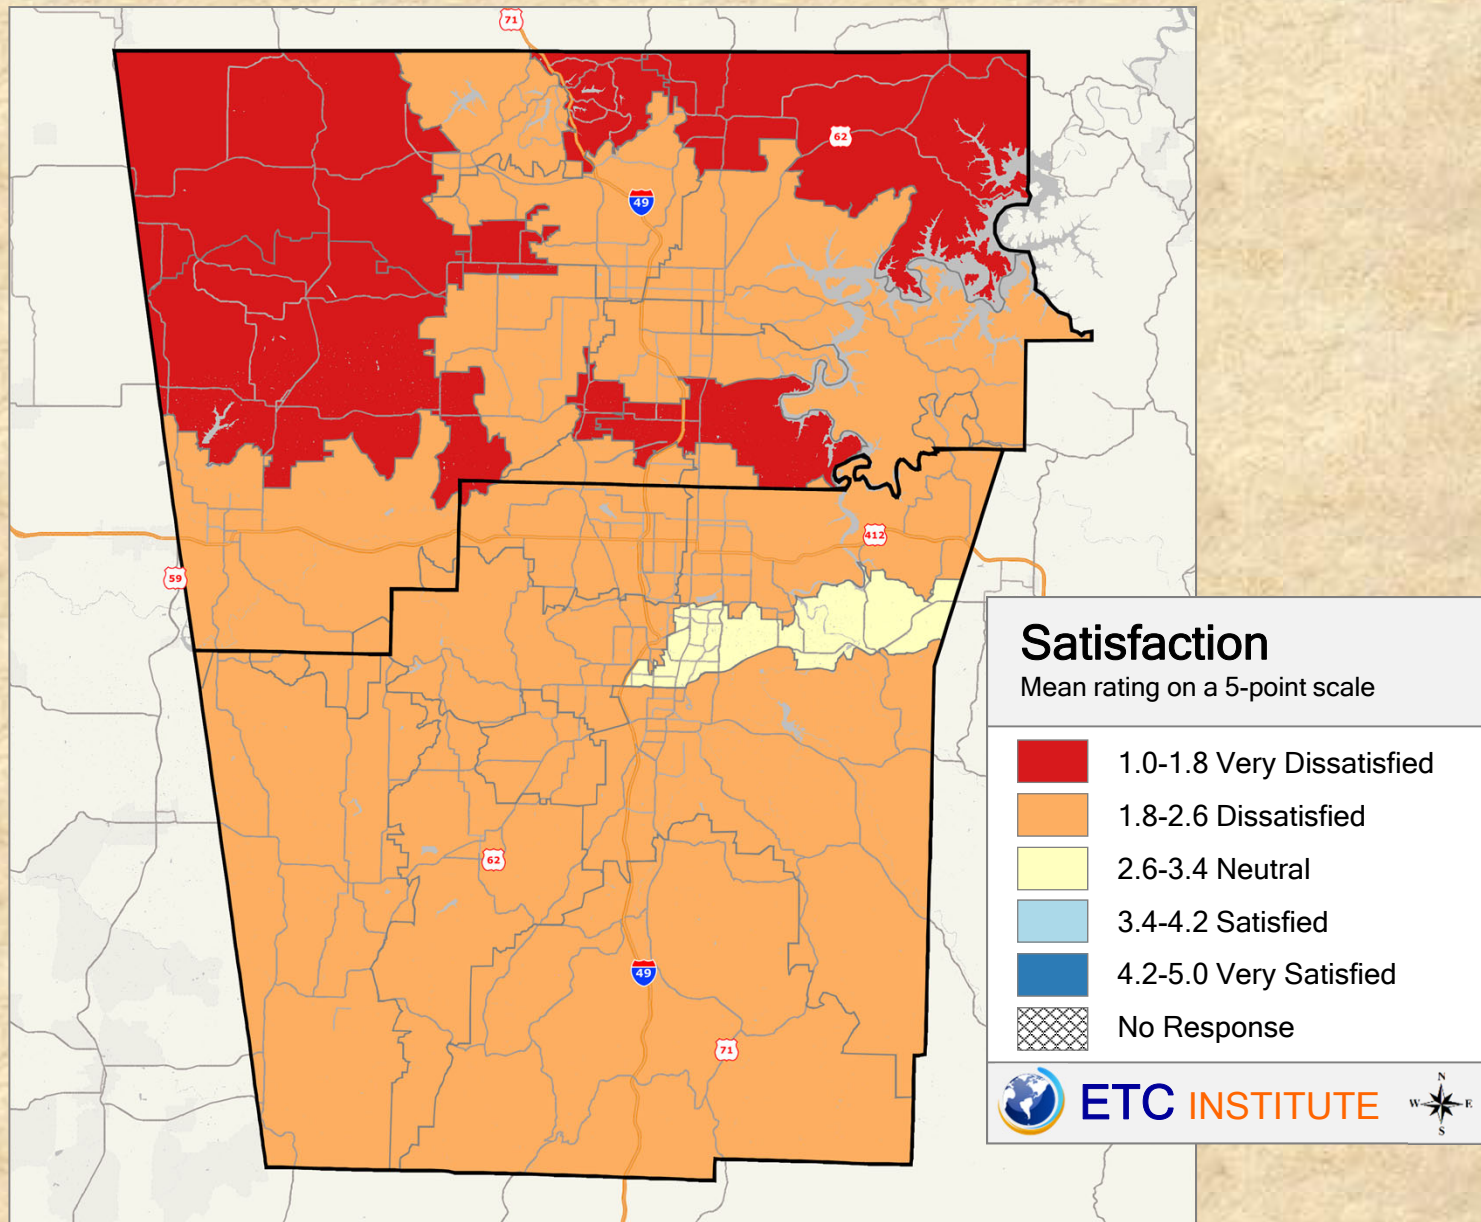 71
62
49
412
59
62
49
71
Satisfaction
Mean rating on a 5-point scale
1.0-1.8 Very Dissatisfied
1.8-2.6 Dissatisfied
2.6-3.4 Neutral
3.4-4.2 Satisfied
4.2-5.0 Very Satisfied
No Response
ETC INSTITUTE
N
W E
S